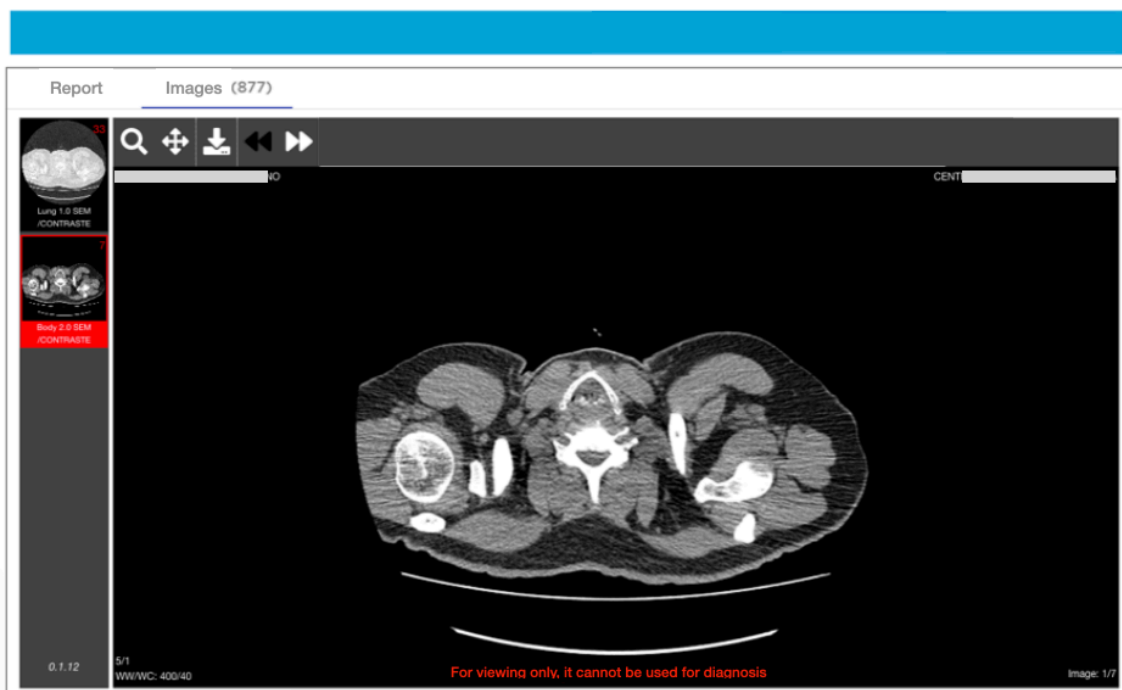 Report
Images (877)
33
Lung 1.0 SEM
/CONTRASTE
7
Body 2.0 SEM
/CONTRASTE
0.1.12
NO
CENT
5/1
WW/WC: 400/40
For viewing only, it cannot be used for diagnosis
Image: 1/7